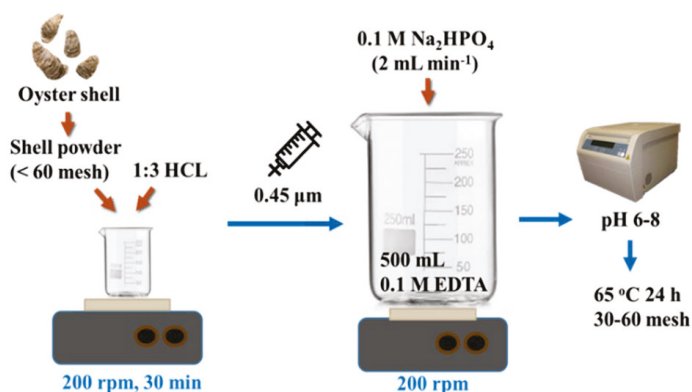 Oyster shell
Shell powder
(< 60 mesh)
1:3 HCL
200 rpm, 30 min
0.45 μm
0.1 M Na₂HPO₄
(2 mL min⁻¹)
250
200
150
100
50
250ml
500 mL
0.1 M EDTA
200 rpm
pH 6-8
65 °C 24 h
30-60 mesh